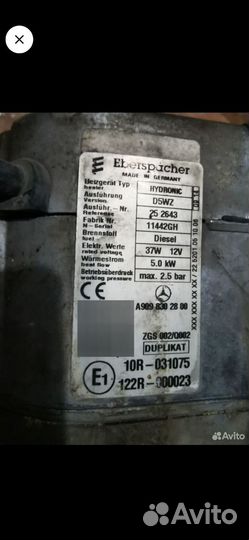 Eberspächer
MADE IN GERMANY
Heizgerät Typ
heater
HYDRONIC
Ausführung
Version
D5WZ
Ausführ. - Nr.
Reference
25 2643
Fabrik Nr.
N - Serial
11442GH
Brennstoff
fuel
Diesel
Elektr. Werte
rated voltage
37W 12V
Wärmestrom
heat flow
5.0 kW
Betriebsüberdruck
working pressure
max. 2.5 bar
CE
A909 830 28 00
ZGS 002/Q002
DUPLIKAT
E1
10R-031075
122R-000023
Avito
Avito